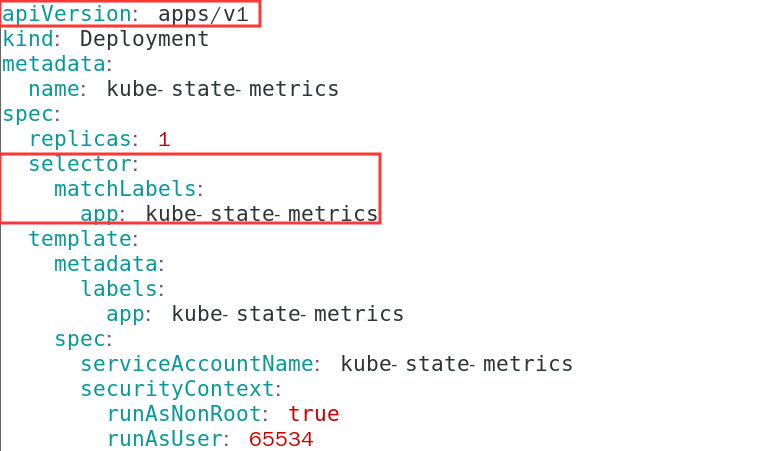 apiVersion: apps/v1
kind: Deployment
metadata:
  name: kube-state-metrics
spec:
  replicas: 1
  selector:
    matchLabels:
      app: kube-state-metrics
  template:
    metadata:
      labels:
        app: kube-state-metrics
    spec:
      serviceAccountName: kube-state-metrics
      securityContext:
        runAsNonRoot: true
        runAsUser: 65534